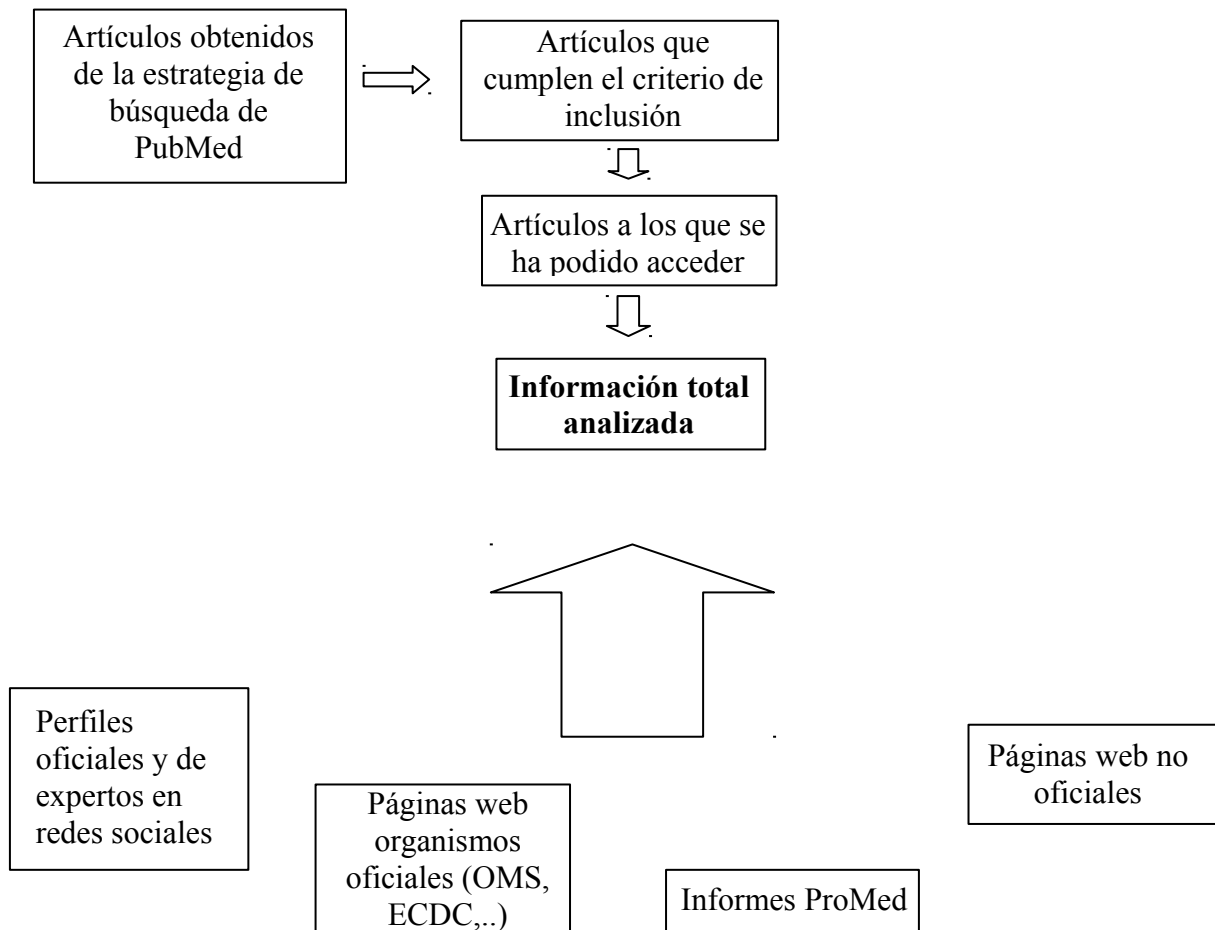 Artículos obtenidos
de la estrategia de
búsqueda de
PubMed
Artículos que
cumplen el criterio de
inclusión
Artículos a los que se
ha podido acceder
Información total
analizada
Perfiles
oficiales y de
expertos en
redes sociales
Páginas web
organismos
oficiales (OMS,
ECDC,..)
Informes ProMed
Páginas web no
oficiales